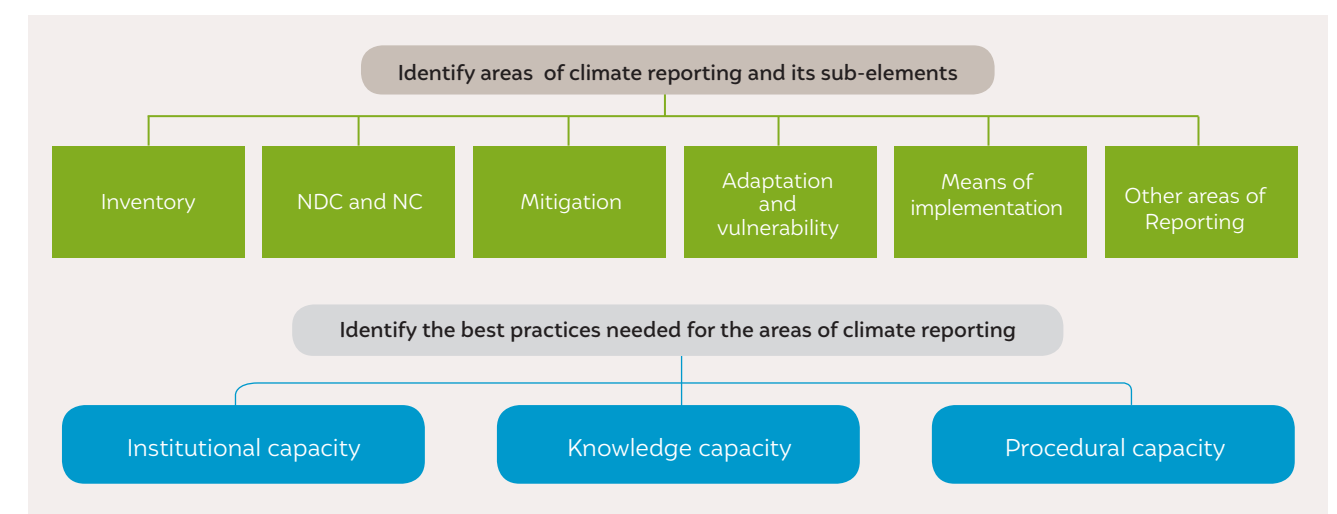 Identify areas of climate reporting and its sub-elements
Inventory
NDC and NC
Mitigation
Adaptation
and
vulnerability
Means of
implementation
Other areas of
Reporting
Identify the best practices needed for the areas of climate reporting
Institutional capacity
Knowledge capacity
Procedural capacity